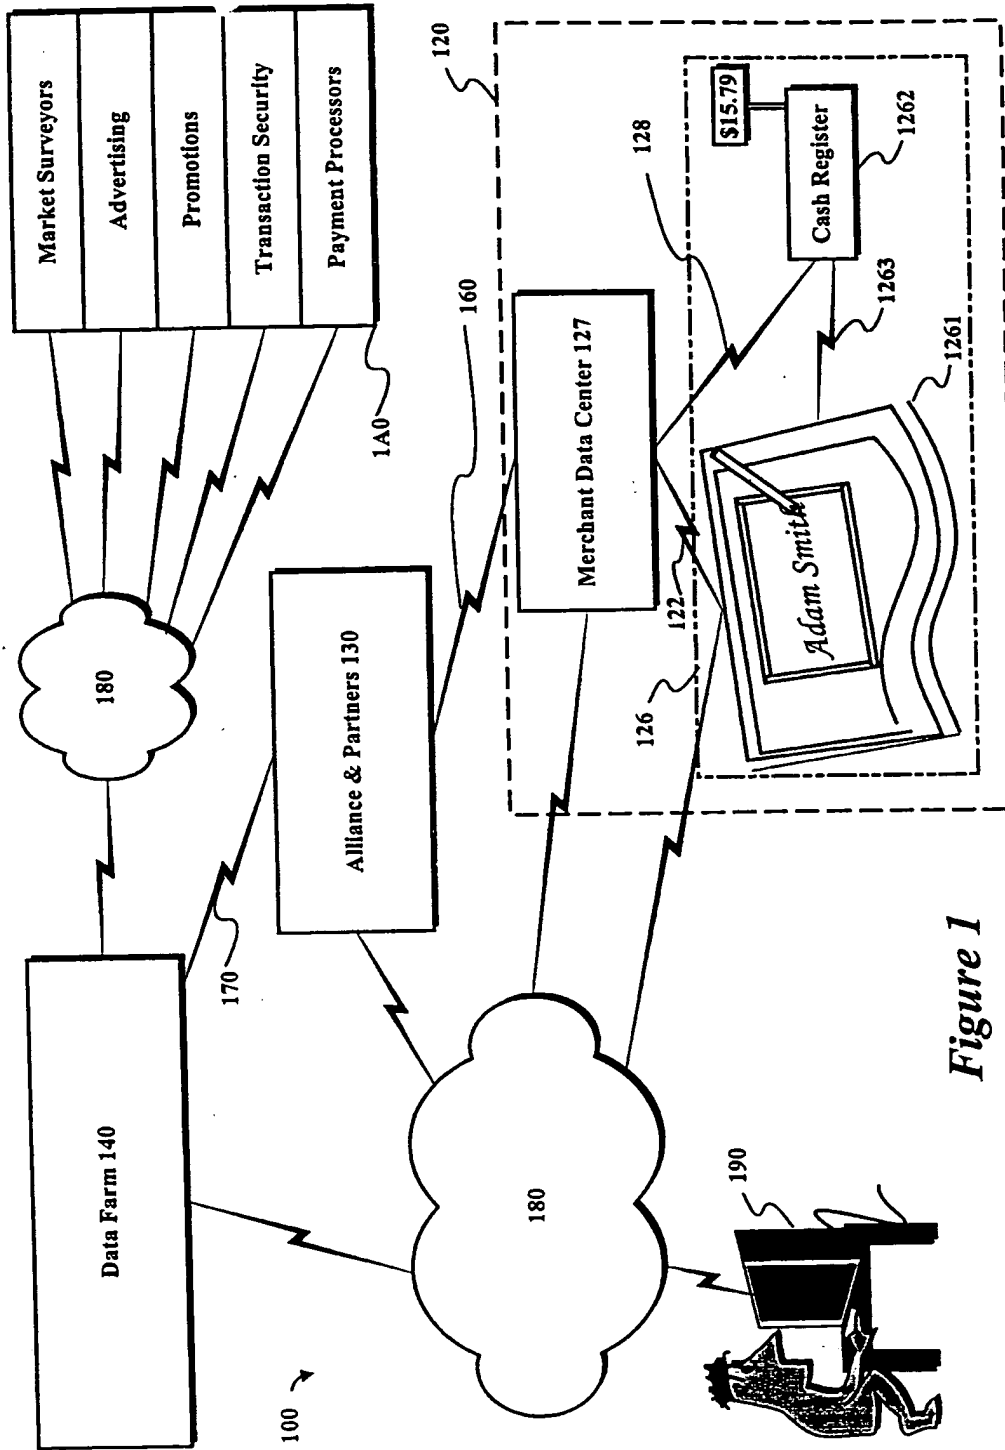 Market Surveyors
Advertising
Promotions
Transaction Security
Payment Processors
1A0
180
Data Farm 140
170
Alliance & Partners 130
160
120
Merchant Data Center 127
128
$15.79
Cash Register
1262
1263
1261
122
126
Adam Smith
180
190
100
Figure 1